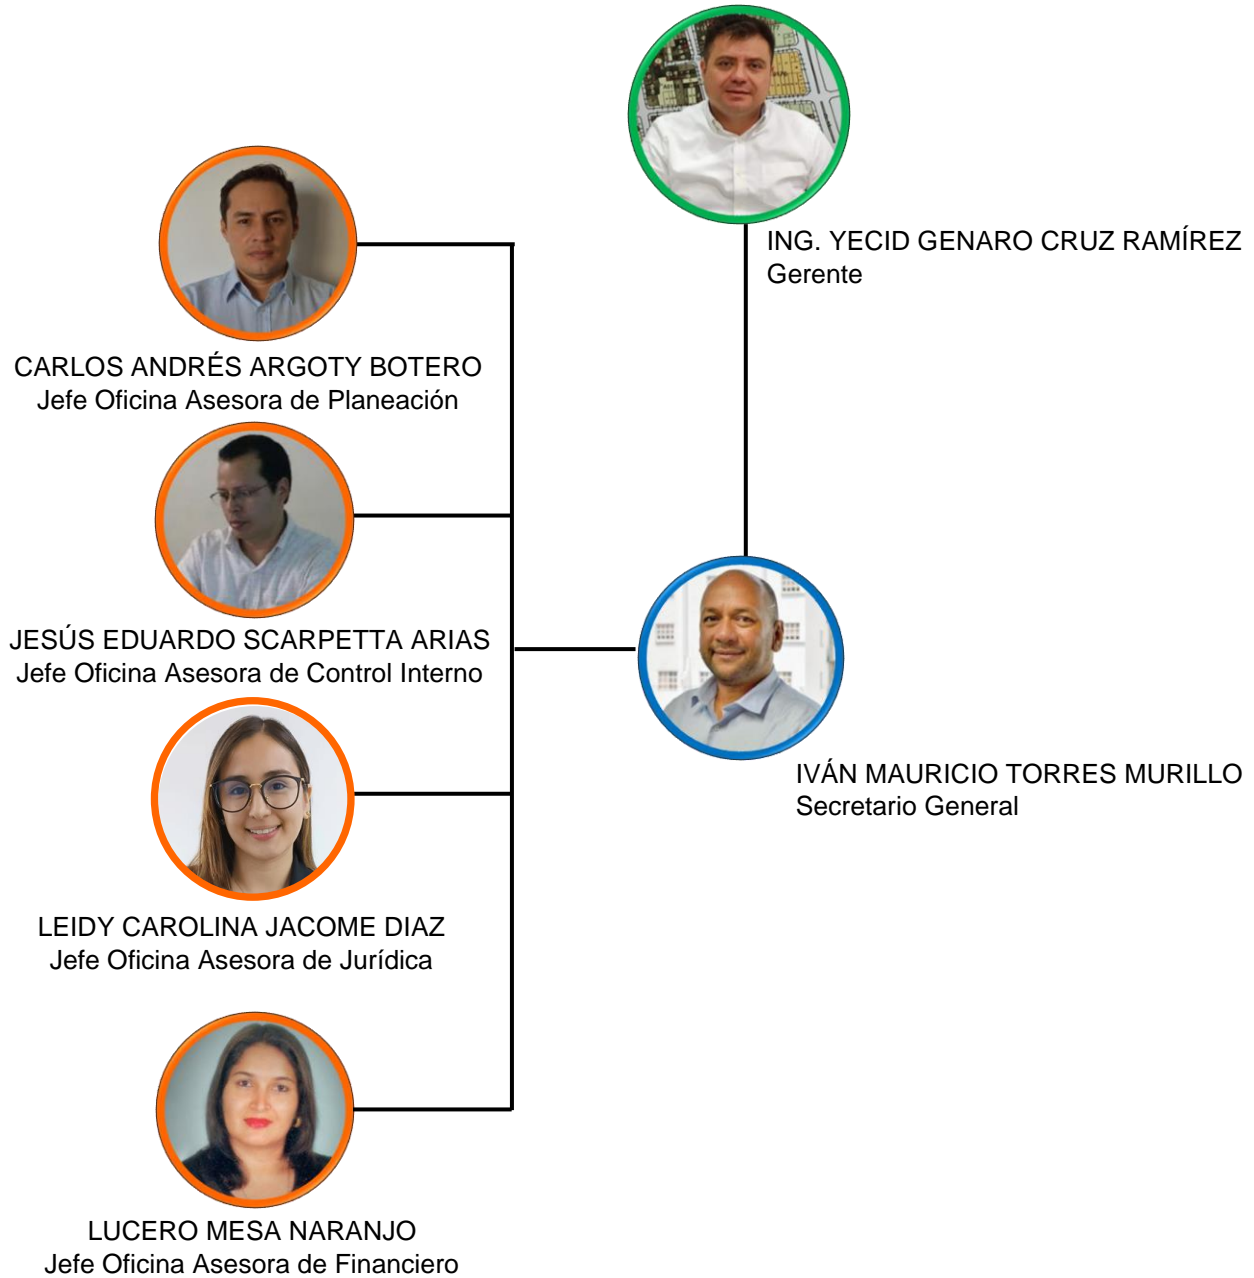 ING. YECID GENARO CRUZ RAMÍREZ
Gerente
CARLOS ANDRÉS ARGOTY BOTERO
Jefe Oficina Asesora de Planeación
JESÚS EDUARDO SCARPETTA ARIAS
Jefe Oficina Asesora de Control Interno
IVÁN MAURICIO TORRES MURILLO
Secretario General
LEIDY CAROLINA JACOME DIAZ
Jefe Oficina Asesora de Jurídica
LUCERO MESA NARANJO
Jefe Oficina Asesora de Financiero